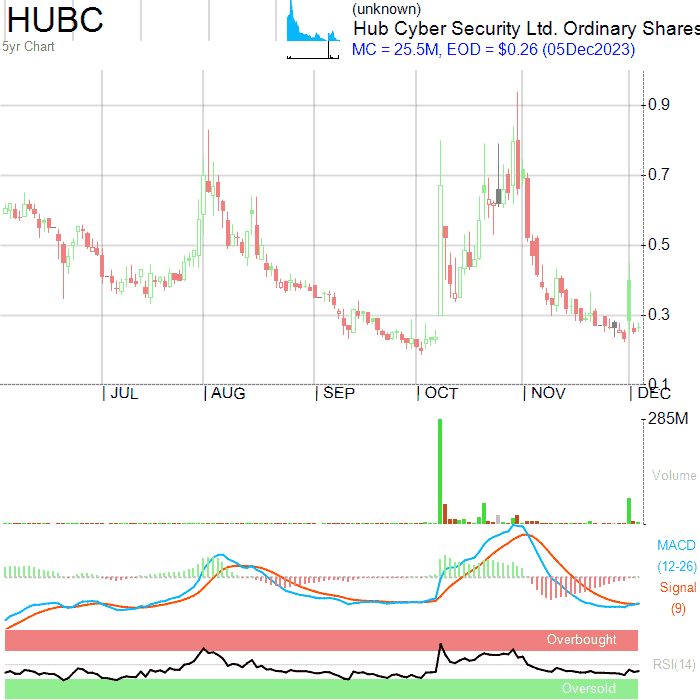 HUBC
5yr Chart
(unknown)
Hub Cyber Security Ltd. Ordinary Shares
MC = 25.5M, EOD = $0.26 (05Dec2023)
0.9
0.7
0.5
0.3
0.1
JUL
AUG
SEP
OCT
NOV
DEC
285M
Volume
MACD
(12-26)
Signal
(9)
Overbought
RSI(14)
Oversold